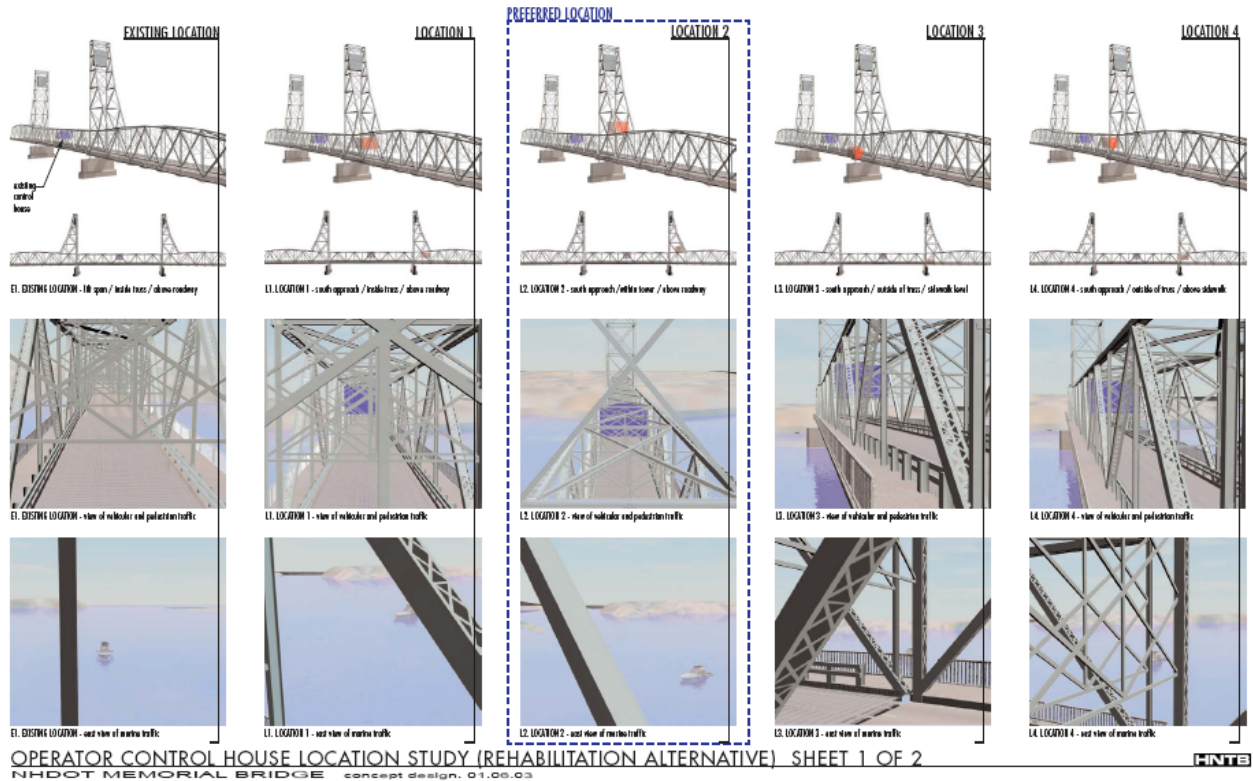 PREFERRED LOCATION
EXISTING LOCATION
LOCATION 1
LOCATION 2
LOCATION 3
LOCATION 4
existing
control
house
E1. EXISTING LOCATION - lift span / inside truss / above roadway
L1. LOCATION 1 - south approach / inside truss / above roadway
L2. LOCATION 2 - south approach /within tower / above roadway
L3. LOCATION 3 - south approach / outside of truss / sidewalk level
L4. LOCATION 4 - south approach / outside of truss / above sidewalk
E1. EXISTING LOCATION - view of vehicular and pedestrian traffic
L1. LOCATION 1 - view of vehicular and pedestrian traffic
L2. LOCATION 2 - view of vehicular and pedestrian traffic
L3. LOCATION 3 - view of vehicular and pedestrian traffic
L4. LOCATION 4 - view of vehicular and pedestrian traffic
E1. EXISTING LOCATION - east view of marine traffic
L1. LOCATION 1 - east view of marine traffic
L2. LOCATION 2 - east view of marine traffic
L3. LOCATION 3 - east view of marine traffic
L4. LOCATION 4 - east view of marine traffic
OPERATOR CONTROL HOUSE LOCATION STUDY (REHABILITATION ALTERNATIVE) SHEET 1 OF 2
NHDOT MEMORIAL BRIDGE concept design. 01.06.03
HNTB